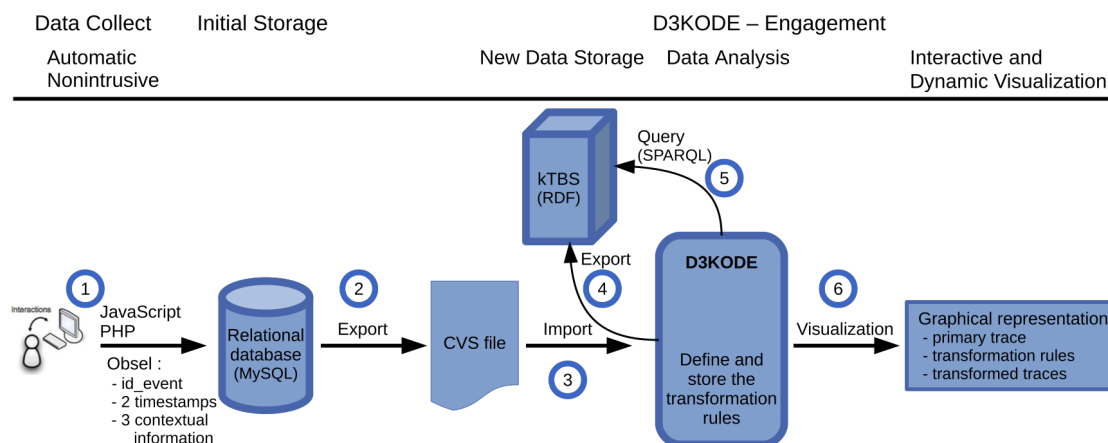 Data Collect
Initial Storage
D3KODE – Engagement
Automatic
Nonintrusive
New Data Storage
Data Analysis
Interactive and
Dynamic Visualization
Query
(SPARQL)
5
kTBS
(RDF)
Export
4
D3KODE
1
Interactions
JavaScript
PHP
Obsel :
- id_event
- 2 timestamps
- 3 contextual
information
Relational
database
(MySQL)
2
Export
CVS file
Import
3
Define and
store the
transformation
rules
6
Visualization
Graphical representation
- primary trace
- transformation rules
- transformed traces